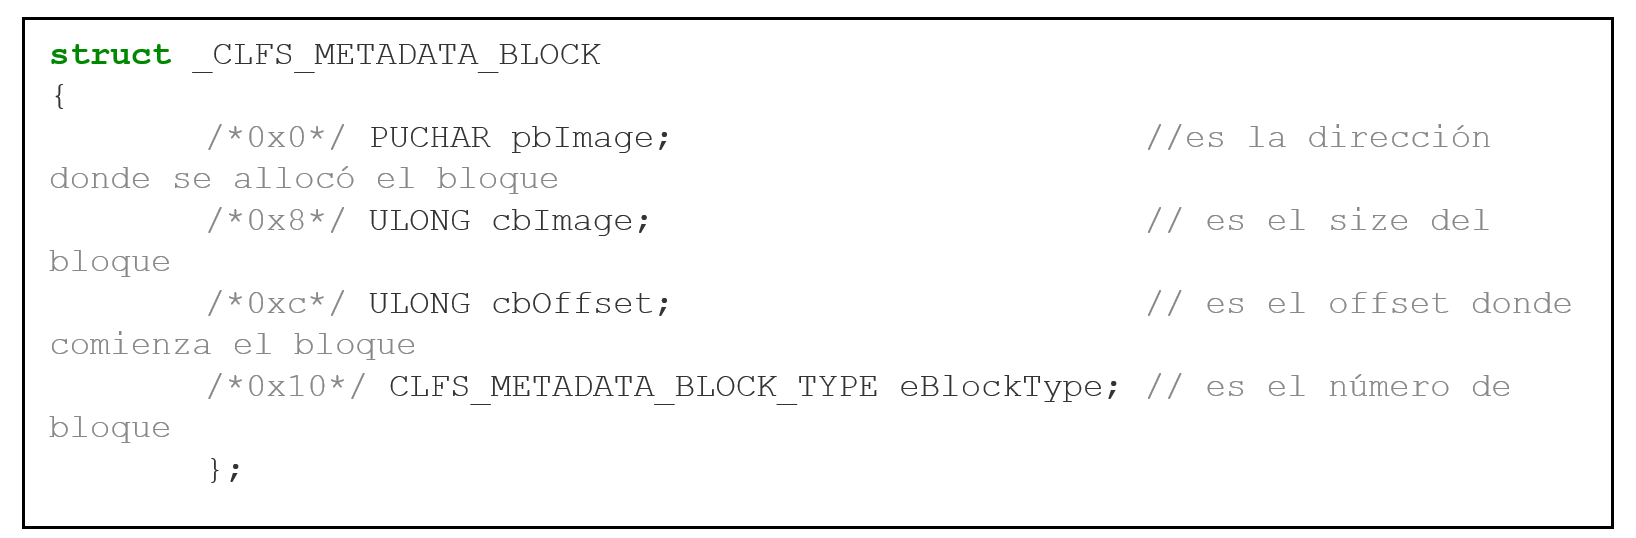 struct _CLFS_METADATA_BLOCK
{
/*0x0*/ PUCHAR pbImage; //es la dirección
donde se allocó el bloque
/*0x8*/ ULONG cbImage; // es el size del
bloque
/*0xc*/ ULONG cbOffset; // es el offset donde
comienza el bloque
/*0x10*/ CLFS_METADATA_BLOCK_TYPE eBlockType; // es el número de
bloque
};